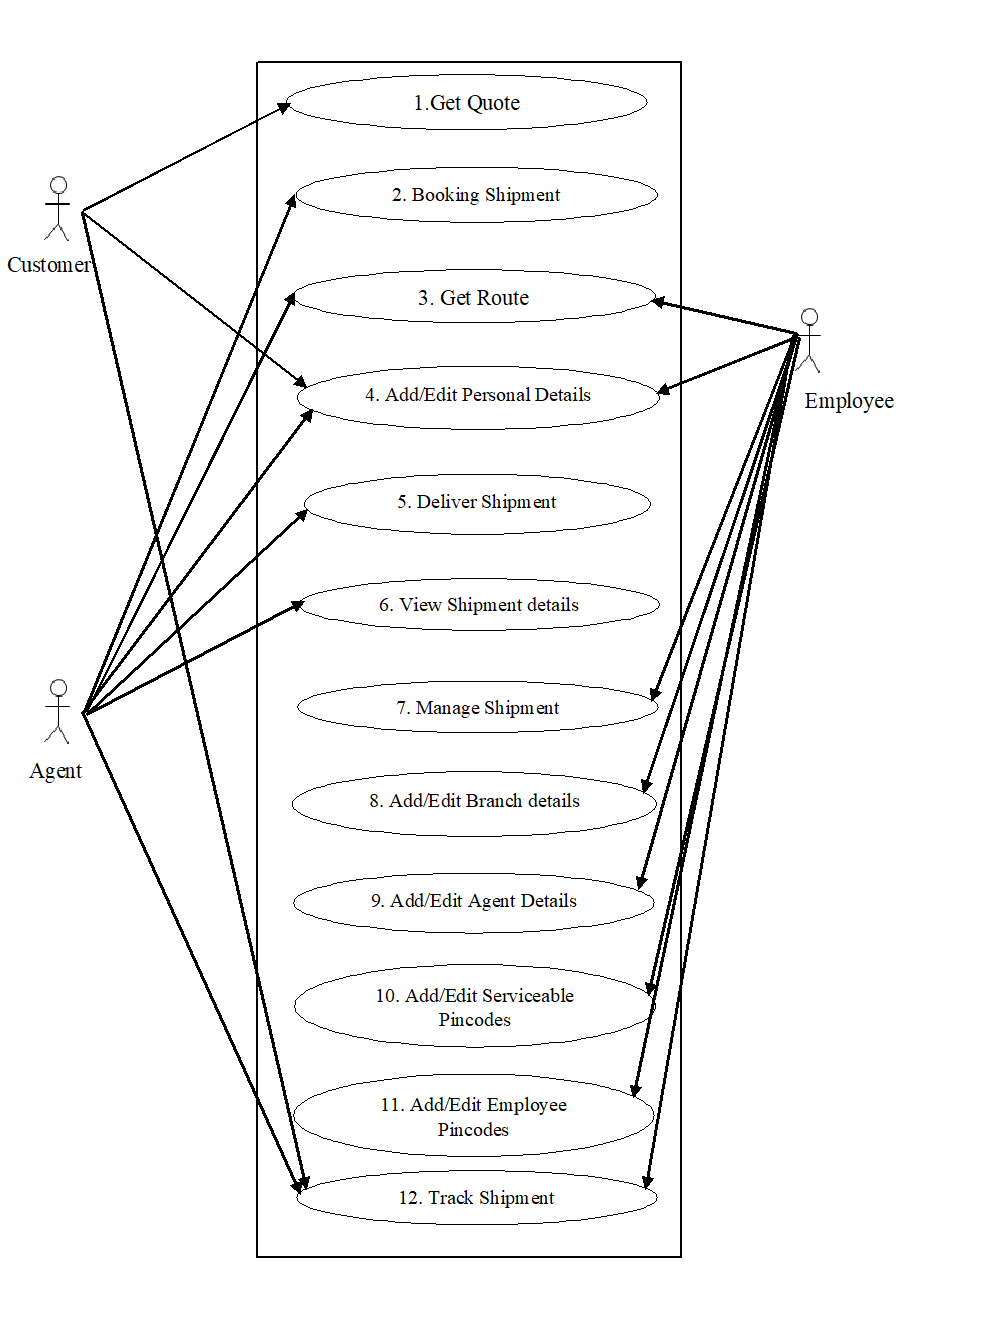 1.Get Quote
2. Booking Shipment
Customer
3. Get Route
4. Add/Edit Personal Details
Employee
5. Deliver Shipment
6. View Shipment details
7. Manage Shipment
Agent
8. Add/Edit Branch details
9. Add/Edit Agent Details
10. Add/Edit Serviceable
Pincodes
11. Add/Edit Employee
Pincodes
12. Track Shipment